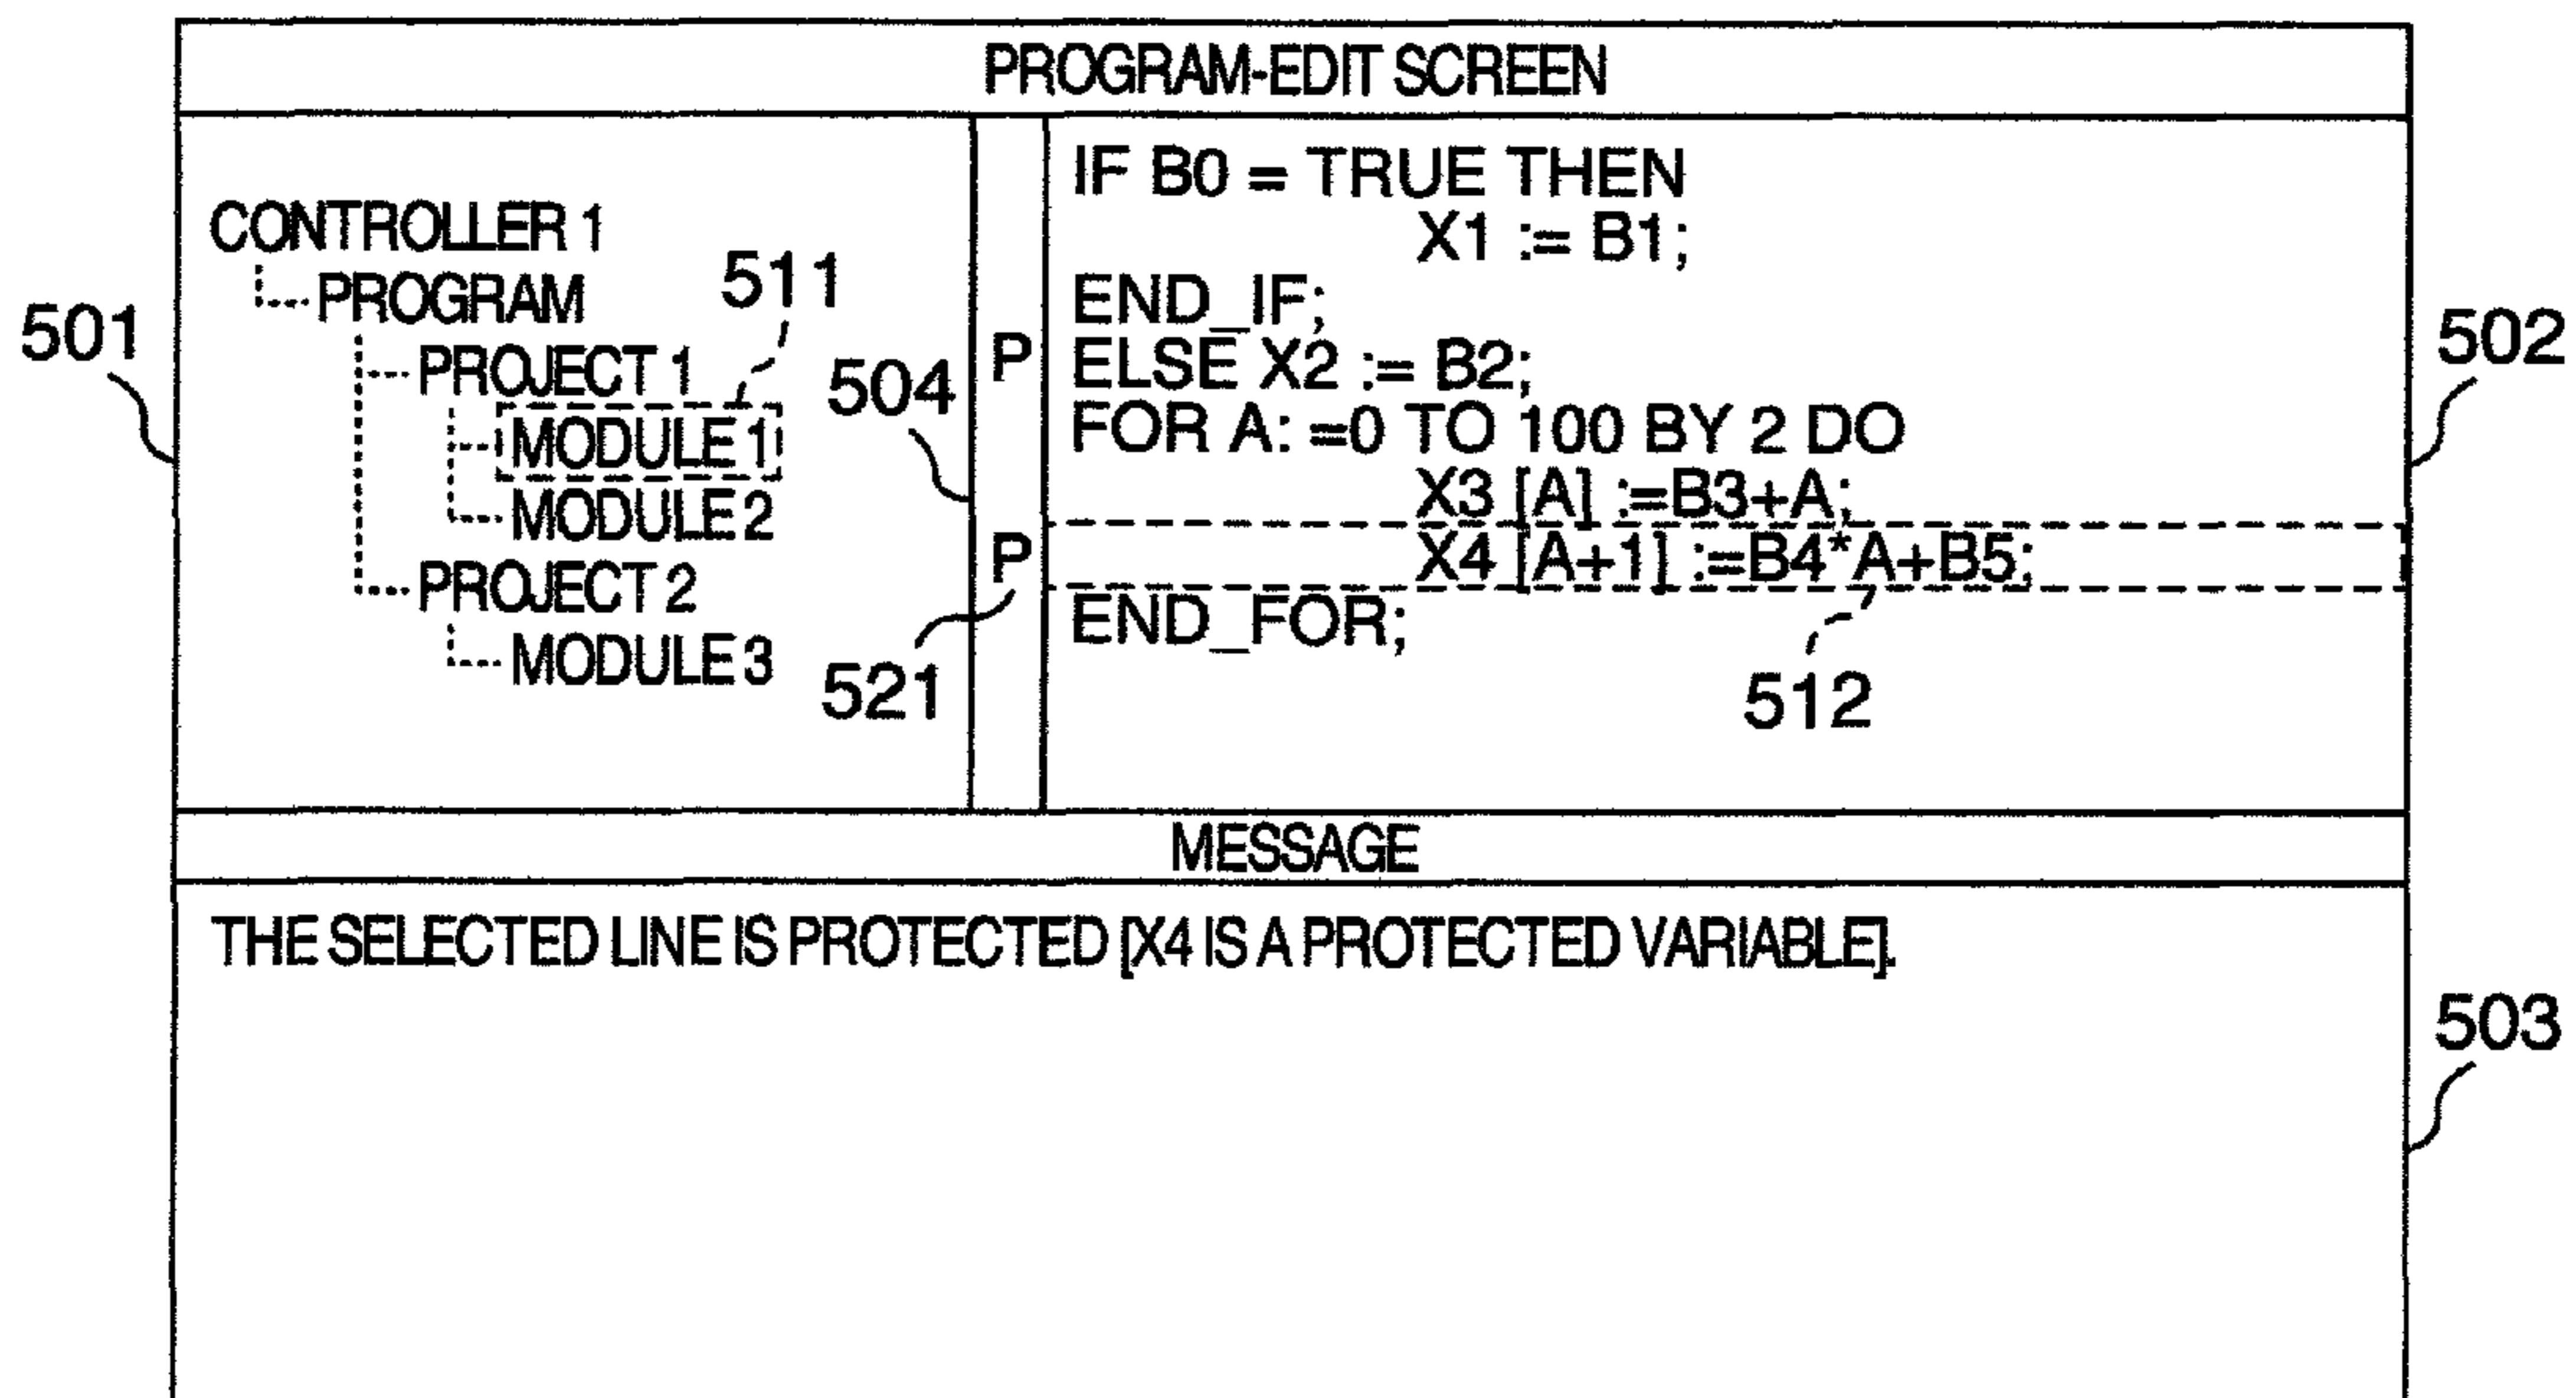 PROGRAM-EDIT SCREEN
501
CONTROLLER 1
PROGRAM
PROJECT 1
MODULE 1
MODULE 2
PROJECT 2
MODULE 3
511
504
521
P
P
IF B0 = TRUE THEN
X1 := B1;
END_IF;
ELSE X2 := B2;
FOR A: =0 TO 100 BY 2 DO
X3 [A] :=B3+A;
X4 [A+1] :=B4*A+B5;
END_FOR;
512
502
MESSAGE
THE SELECTED LINE IS PROTECTED [X4 IS A PROTECTED VARIABLE].
503